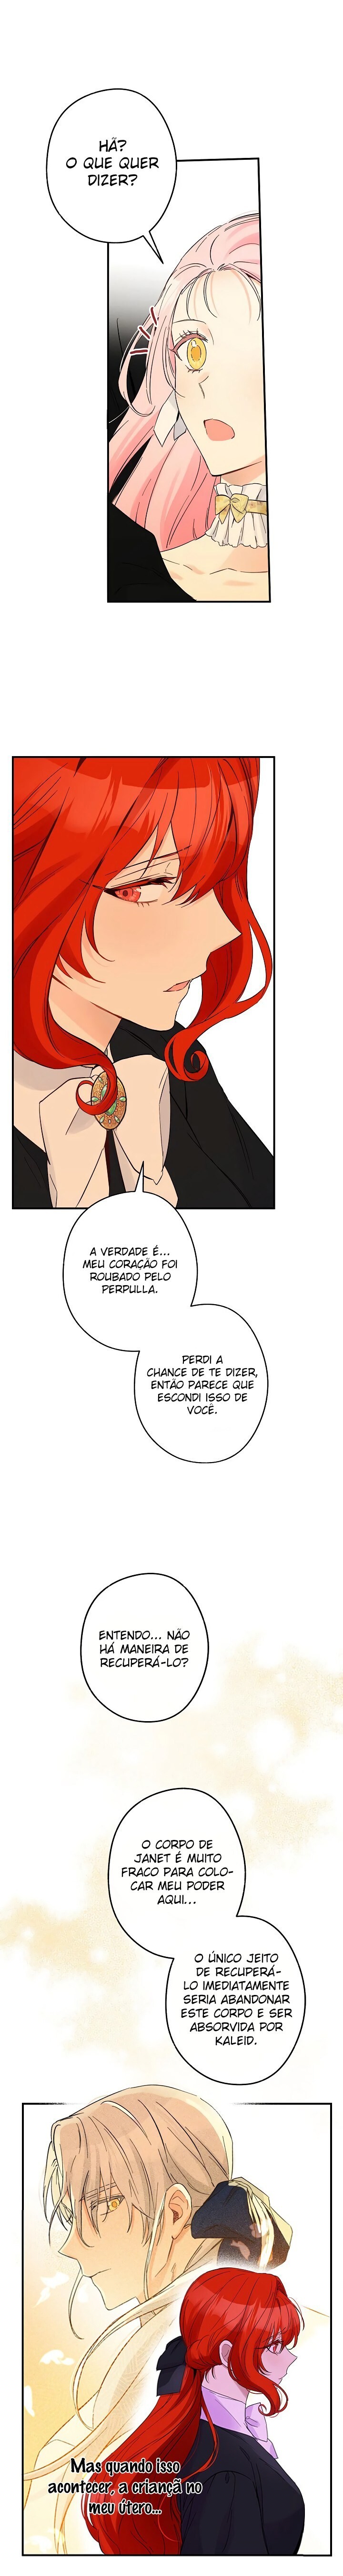 HÃ?
O QUE QUER
DIZER?
A VERDADE É...
MEU CORAÇÃO FOI
ROUBADO PELO
PERPULLA.
PERDI A
CHANCE DE TE DIZER,
ENTÃO PARECE QUE
ESCONDI ISSO DE
VOCÊ.
ENTENDO... NÃO
HÁ MANEIRA DE
RECUPERÁ-LO?
O CORPO DE
JANET É MUITO
FRACO PARA COLO-
CAR MEU PODER
AQUI...
O ÚNICO JEITO
DE RECUPERÁ-
LO IMEDIATAMENTE
SERIA ABANDONAR
ESTE CORPO E SER
ABSORVIDA POR
KALEID.
Mas quando isso
acontecer, a criançã no
meu útero...